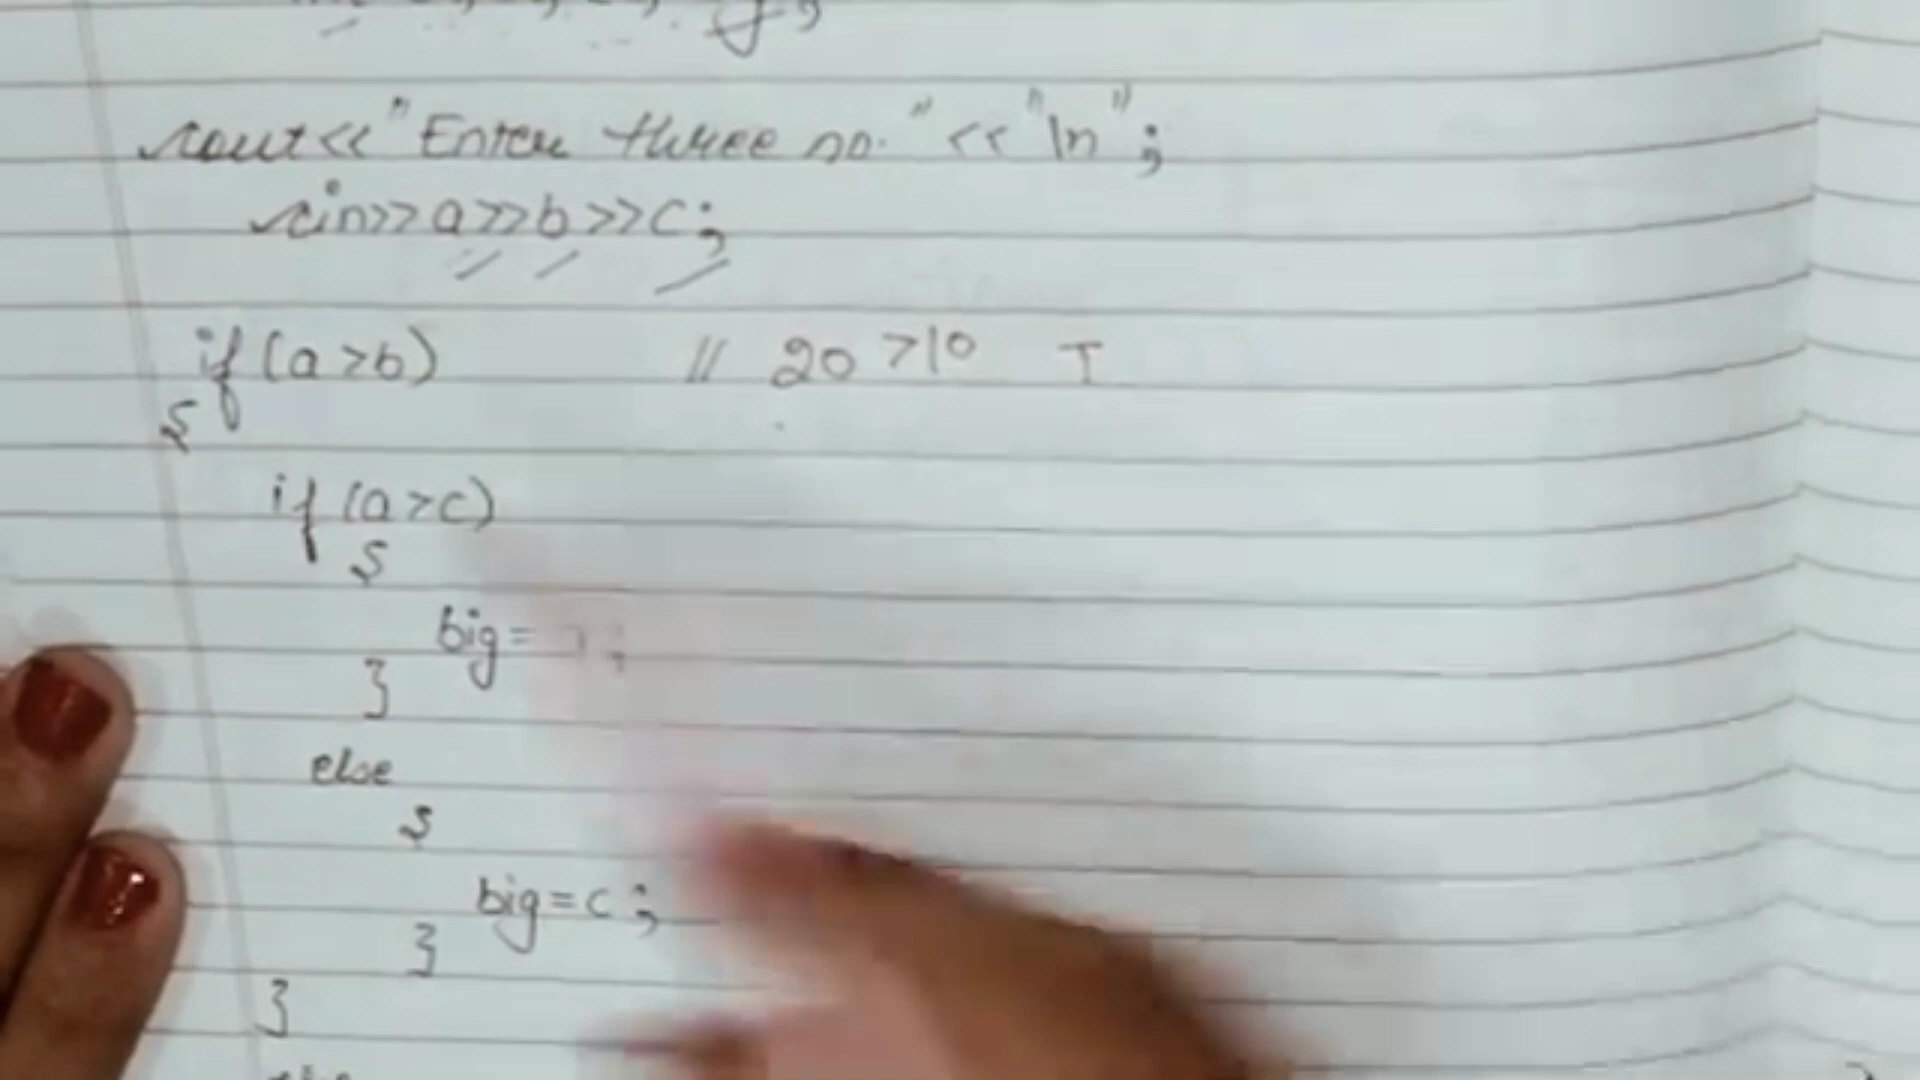 cout<<"Enter three no."<<"\n";
cin>>a>>b>>c;
if (a>b) // 20 >10 T
{
if (a>c)
{
big= ;
}
else
{
big=c;
}
}